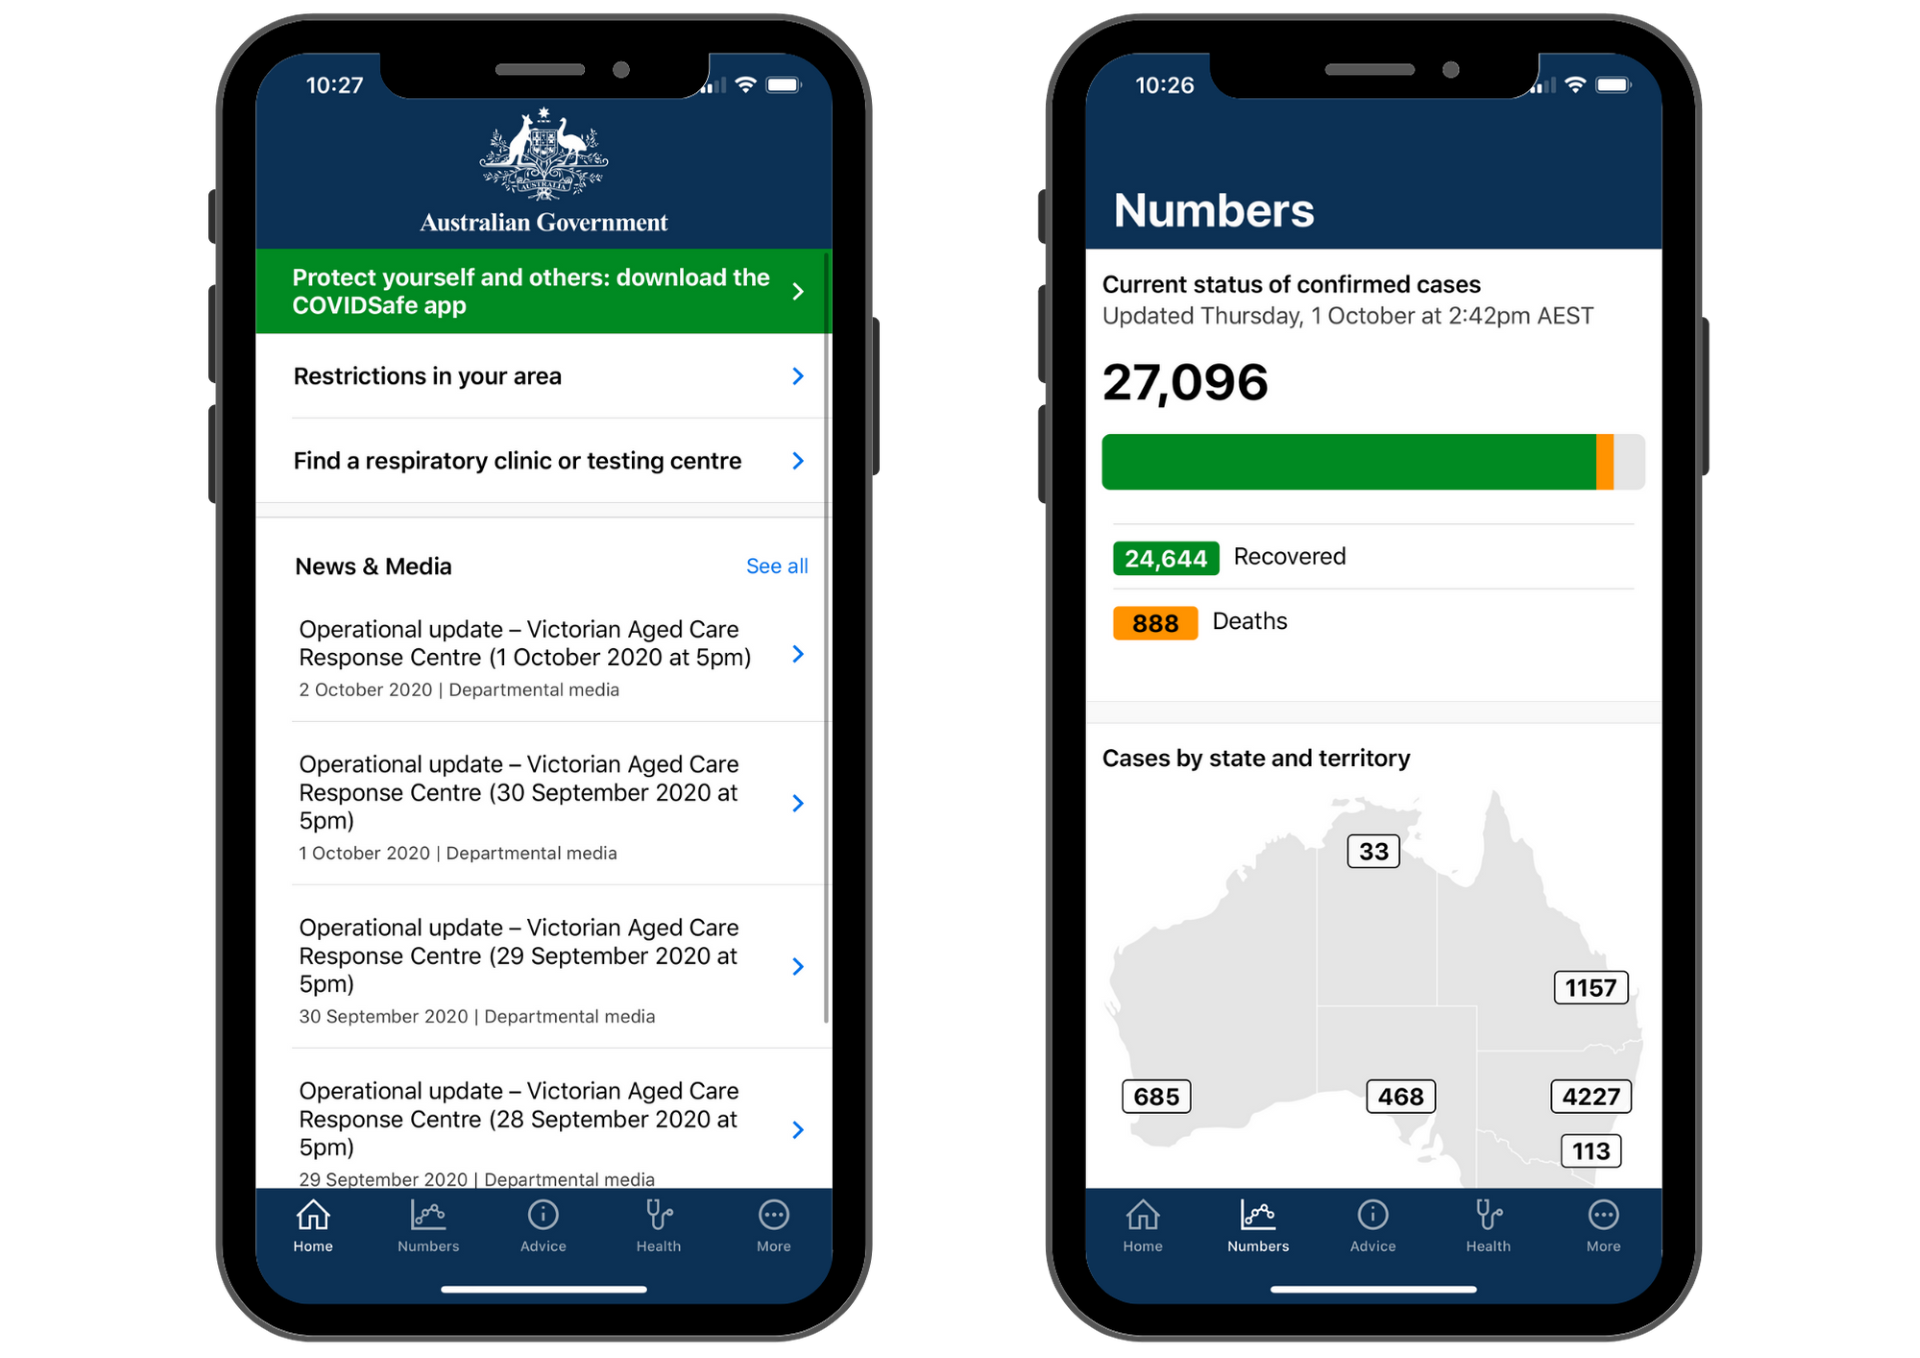 10:27
AUSTRALIA
Australian Government
Protect yourself and others: download the
COVIDSafe app
Restrictions in your area
Find a respiratory clinic or testing centre
News & Media
See all
Operational update – Victorian Aged Care
Response Centre (1 October 2020 at 5pm)
2 October 2020 | Departmental media
Operational update – Victorian Aged Care
Response Centre (30 September 2020 at
5pm)
1 October 2020 | Departmental media
Operational update – Victorian Aged Care
Response Centre (29 September 2020 at
5pm)
30 September 2020 | Departmental media
Operational update – Victorian Aged Care
Response Centre (28 September 2020 at
5pm)
29 September 2020 | Departmental media
Home
Numbers
Advice
Health
More
10:26
Numbers
Current status of confirmed cases
Updated Thursday, 1 October at 2:42pm AEST
27,096
24,644 Recovered
888 Deaths
Cases by state and territory
33
1157
685
468
4227
113
Home
Numbers
Advice
Health
More